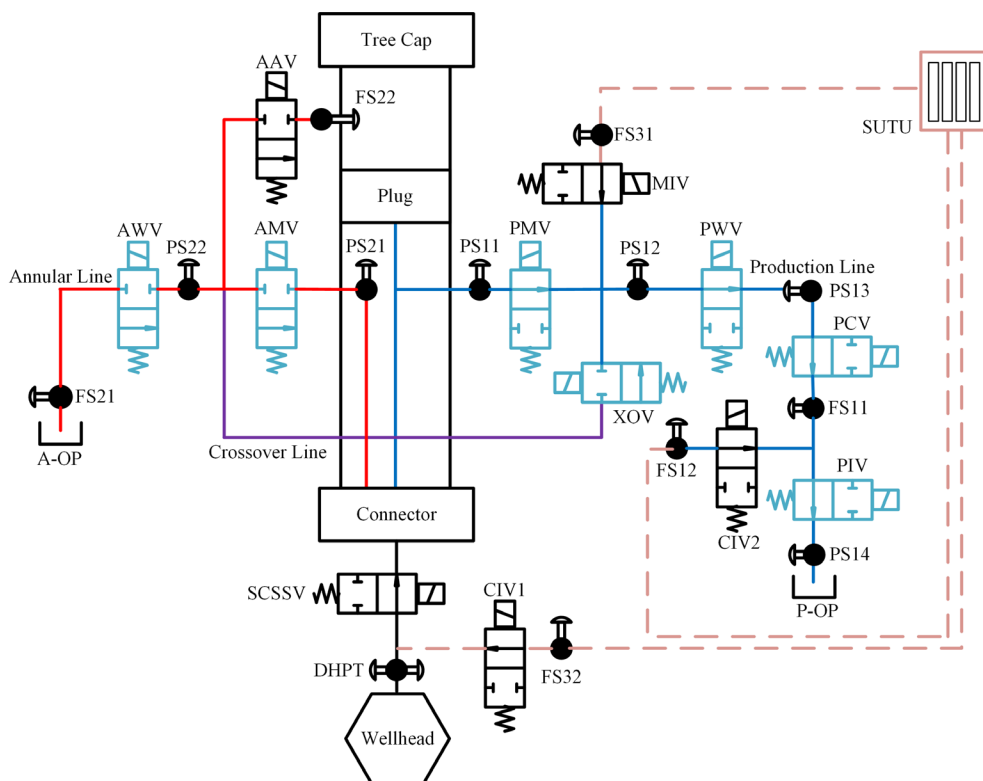 Tree Cap
AAV
FS22
SUTU
FS31
MIV
Plug
AWV
PS22
AMV
PS21
PS11
PMV
PS12
PWV
Annular Line
Production Line
PS13
PCV
FS21
XOV
FS11
A-OP
Crossover Line
FS12
PIV
Connector
CIV2
PS14
SCSSV
CIV1
P-OP
DHPT
FS32
Wellhead